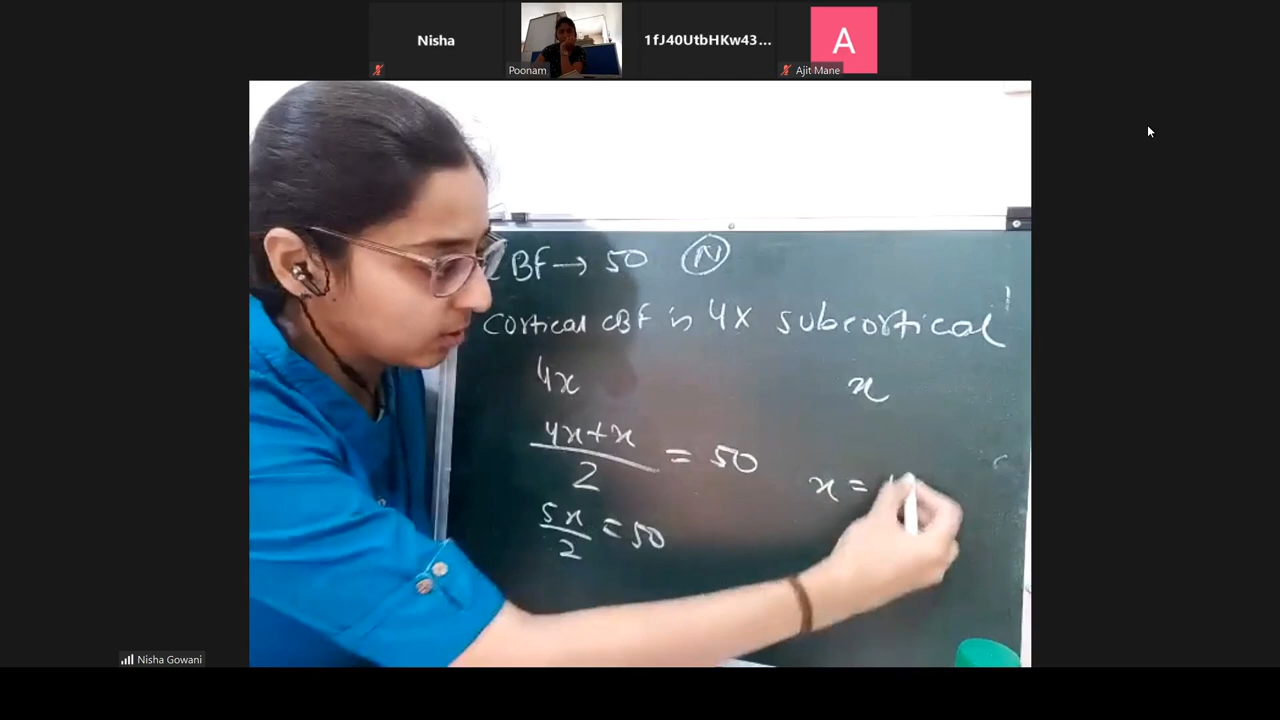 Nisha
Poonam
1fJ40UtbHKw43...
A
Ajit Mane
BF → 50 N
Cortical CBF is 4X subcortical
4x x
4x+x
2
= 50
x =
5x
2
= 50
Nisha Gowani